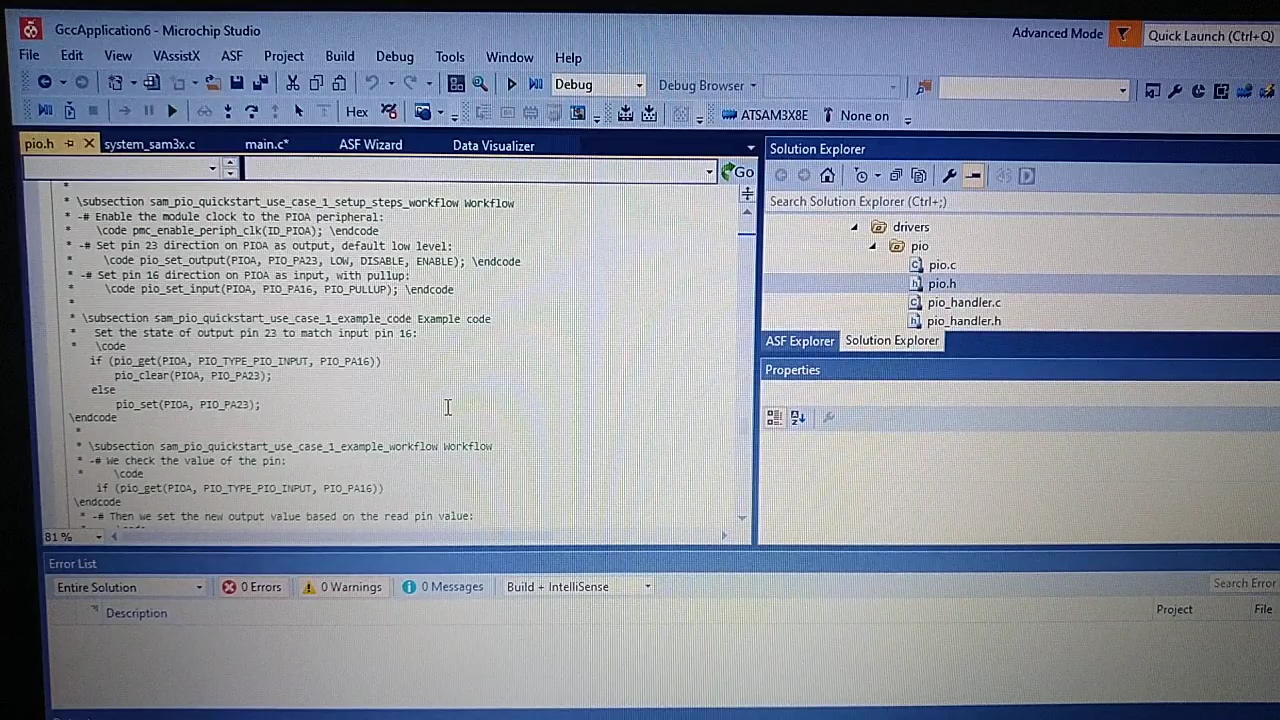 GccApplication6 - Microchip Studio
Advanced Mode
Quick Launch (Ctrl+Q)
File Edit View VAssistX ASF Project Build Debug Tools Window Help
Debug
Debug Browser
Hex
ATSAM3X8E
None on
pio.h
system_sam3x.c
main.c*
ASF Wizard
Data Visualizer
Go
*
* \subsection sam_pio_quickstart_use_case_1_setup_steps_workflow Workflow
* -# Enable the module clock to the PIOA peripheral:
* \code pmc_enable_periph_clk(ID_PIOA); \endcode
* -# Set pin 23 direction on PIOA as output, default low level:
* \code pio_set_output(PIOA, PIO_PA23, LOW, DISABLE, ENABLE); \endcode
* -# Set pin 16 direction on PIOA as input, with pullup:
* \code pio_set_input(PIOA, PIO_PA16, PIO_PULLUP); \endcode
*
* \subsection sam_pio_quickstart_use_case_1_example_code Example code
* Set the state of output pin 23 to match input pin 16:
* \code
if (pio_get(PIOA, PIO_TYPE_PIO_INPUT, PIO_PA16))
pio_clear(PIOA, PIO_PA23);
else
pio_set(PIOA, PIO_PA23);
\endcode
*
* \subsection sam_pio_quickstart_use_case_1_example_workflow Workflow
* -# We check the value of the pin:
* \code
if (pio_get(PIOA, PIO_TYPE_PIO_INPUT, PIO_PA16))
\endcode
* -# Then we set the new output value based on the read pin value:
81 %
Solution Explorer
Search Solution Explorer (Ctrl+;)
drivers
pio
pio.c
pio.h
pio_handler.c
pio_handler.h
ASF Explorer
Solution Explorer
Properties
Error List
Entire Solution
0 Errors
0 Warnings
0 Messages
Build + IntelliSense
Search Error
Description
Project
File